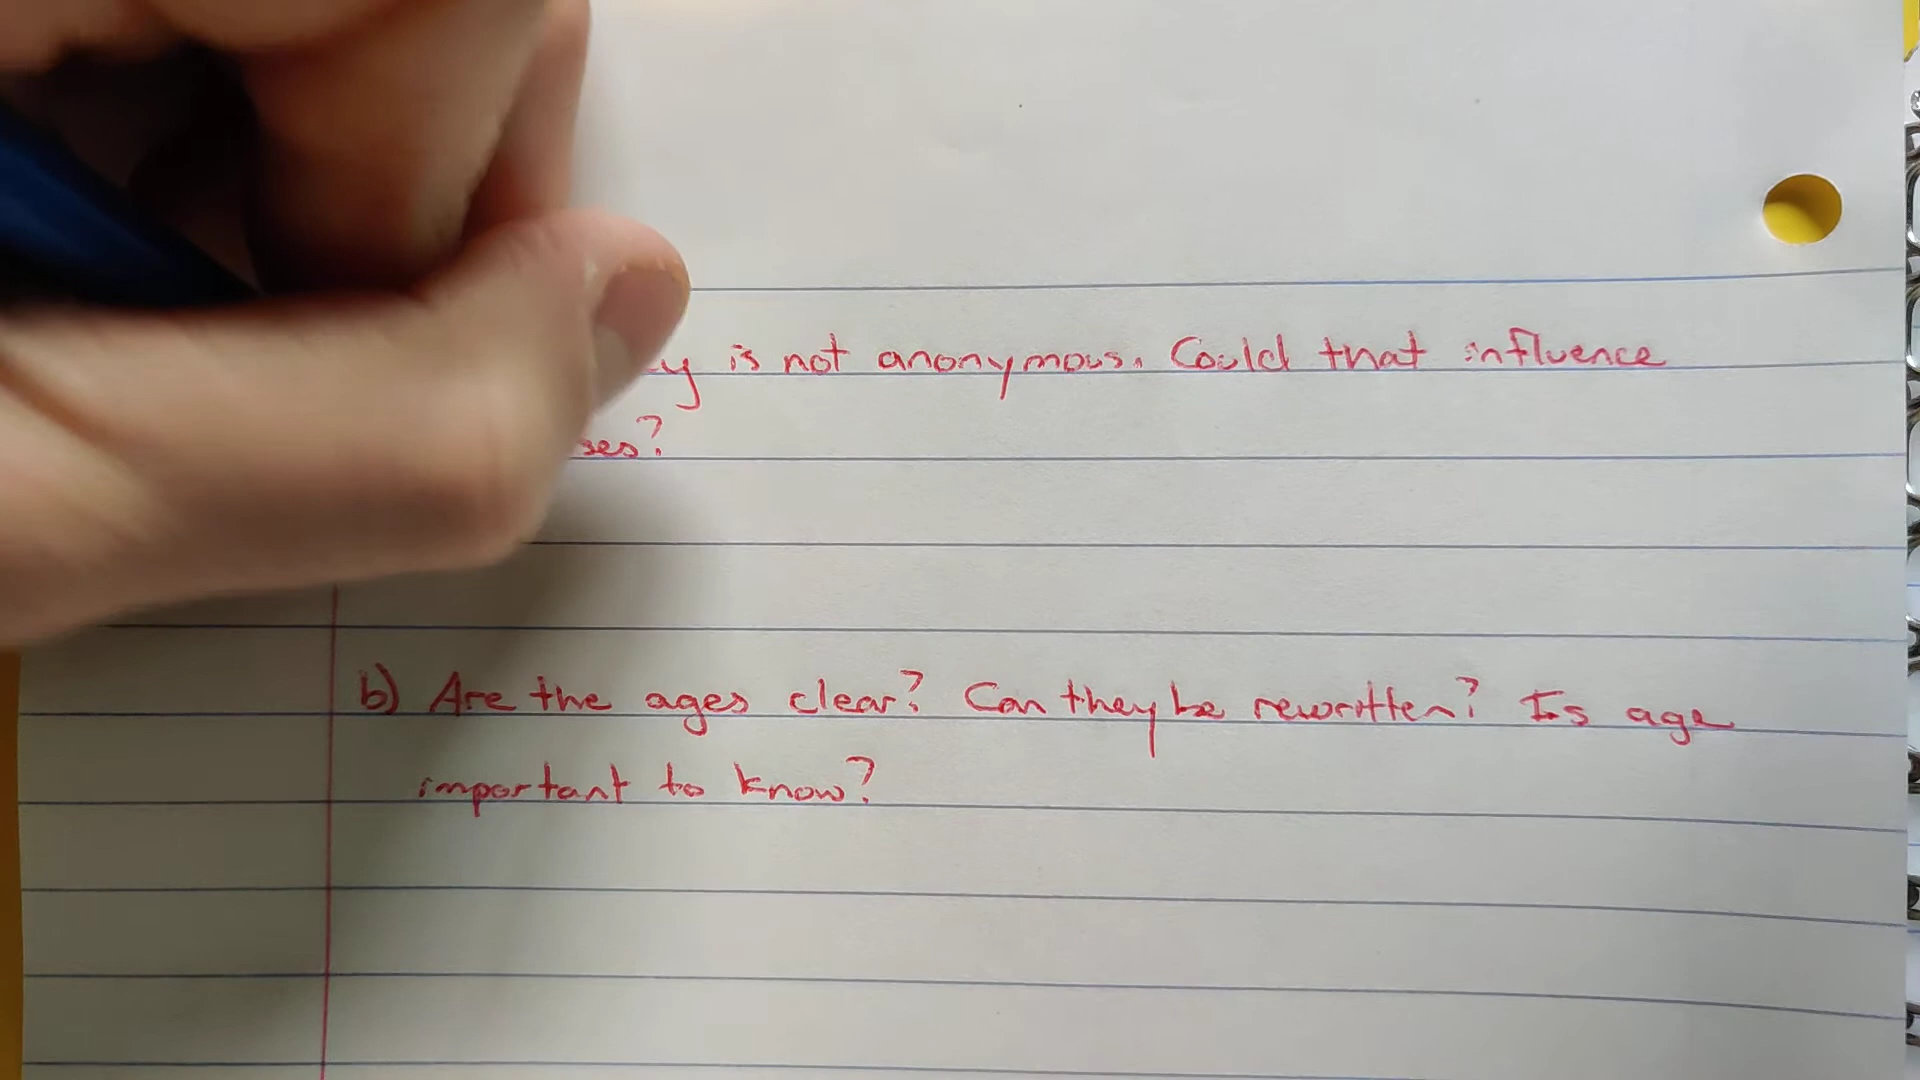 is not anonymous. Could that influence
b) Are the ages clear? Can they be rewritten? Is age
important to know?